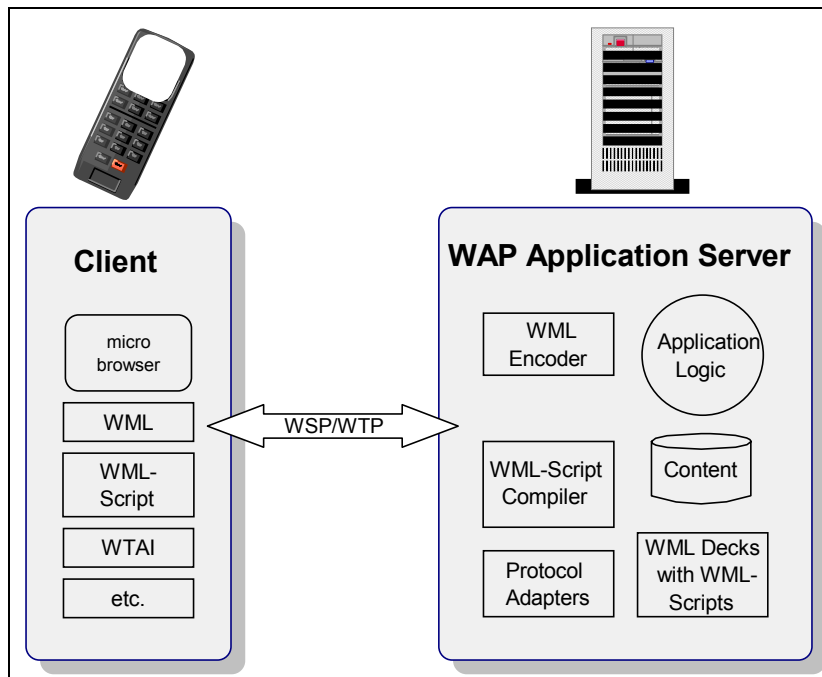 Client
micro
browser
WML
WML-
Script
WTAI
etc.
WSP/WTP
WAP Application Server
WML
Encoder
Application
Logic
WML-Script
Compiler
Content
Protocol
Adapters
WML Decks
with WML-
Scripts